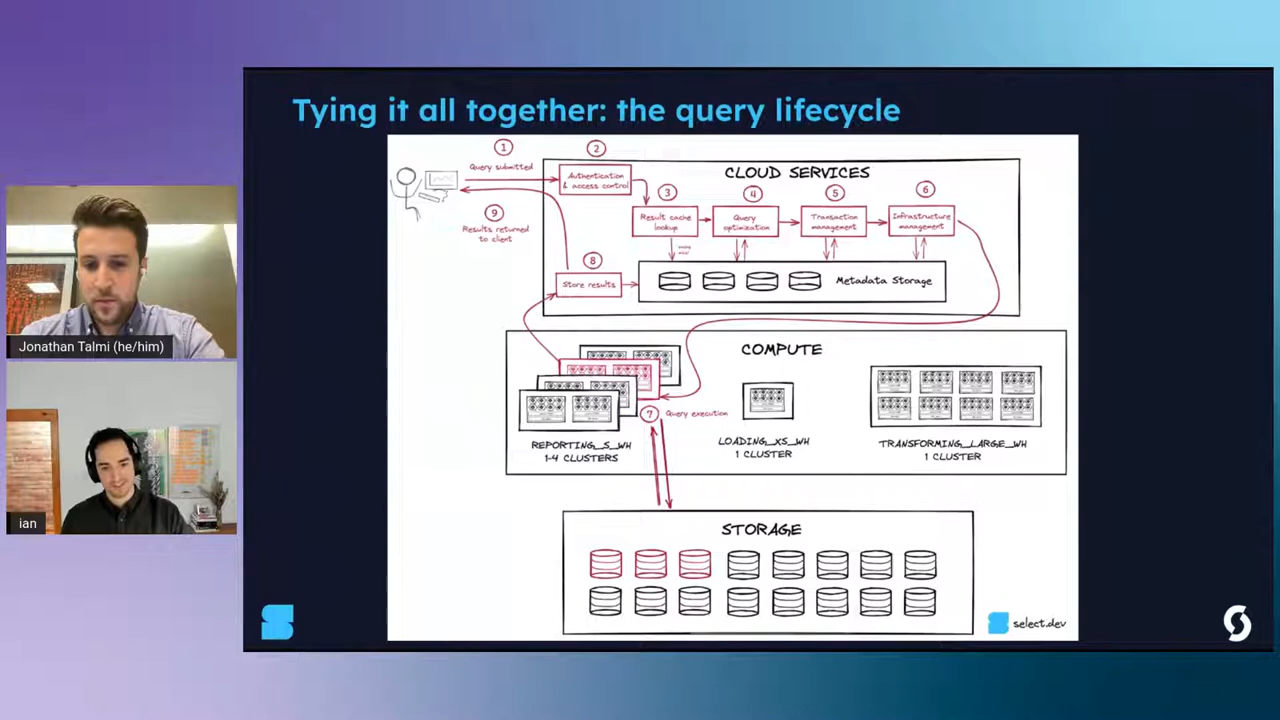 Tying it all together: the query lifecycle
1
Query submitted
2
Authentication
& access control
CLOUD SERVICES
3
Result cache
lookup
4
Query
optimization
5
Transaction
management
6
Infrastructure
management
9
Results returned
to client
8
Store results
Metadata Storage
COMPUTE
7
Query execution
REPORTING_S_WH
1-4 CLUSTERS
LOADING_XS_WH
1 CLUSTER
TRANSFORMING_LARGE_WH
1 CLUSTER
STORAGE
select.dev
Jonathan Talmi (he/him)
ian